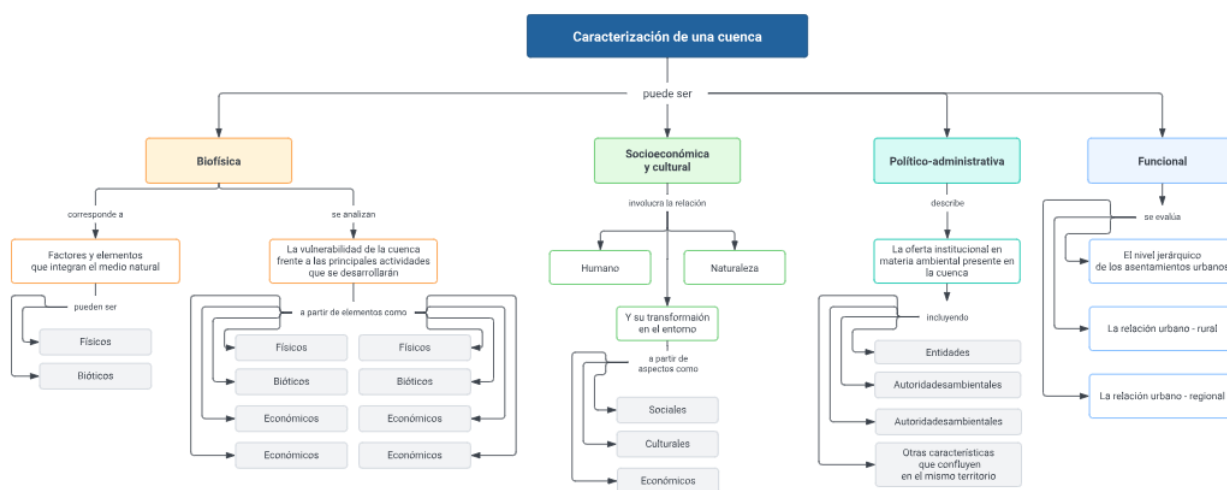 Caracterización de una cuenca
puede ser
Biofísica
Socioeconómica
y cultural
Político-administrativa
Funcional
corresponde a
se analizan
involucra la relación
describe
se evalúa
Factores y elementos
que integran el medio natural
La vulnerabilidad de la cuenca
frente a las principales actividades
que se desarrollarán
Humano
Naturaleza
La oferta institucional en
materia ambiental presente en
la cuenca
El nivel jerárquico
de los asentamientos urbanos
pueden ser
a partir de elementos como
Y su transformaión
en el entorno
incluyendo
La relación urbano - rural
Físicos
Bióticos
Físicos
Físicos
Bióticos
Bióticos
Económicos
Económicos
Económicos
Económicos
a partir de
aspectos como
Sociales
Culturales
Económicos
Entidades
Autoridadesambientales
Autoridadesambientales
Otras características
que confluyen
en el mismo territorio
La relación urbano - regional